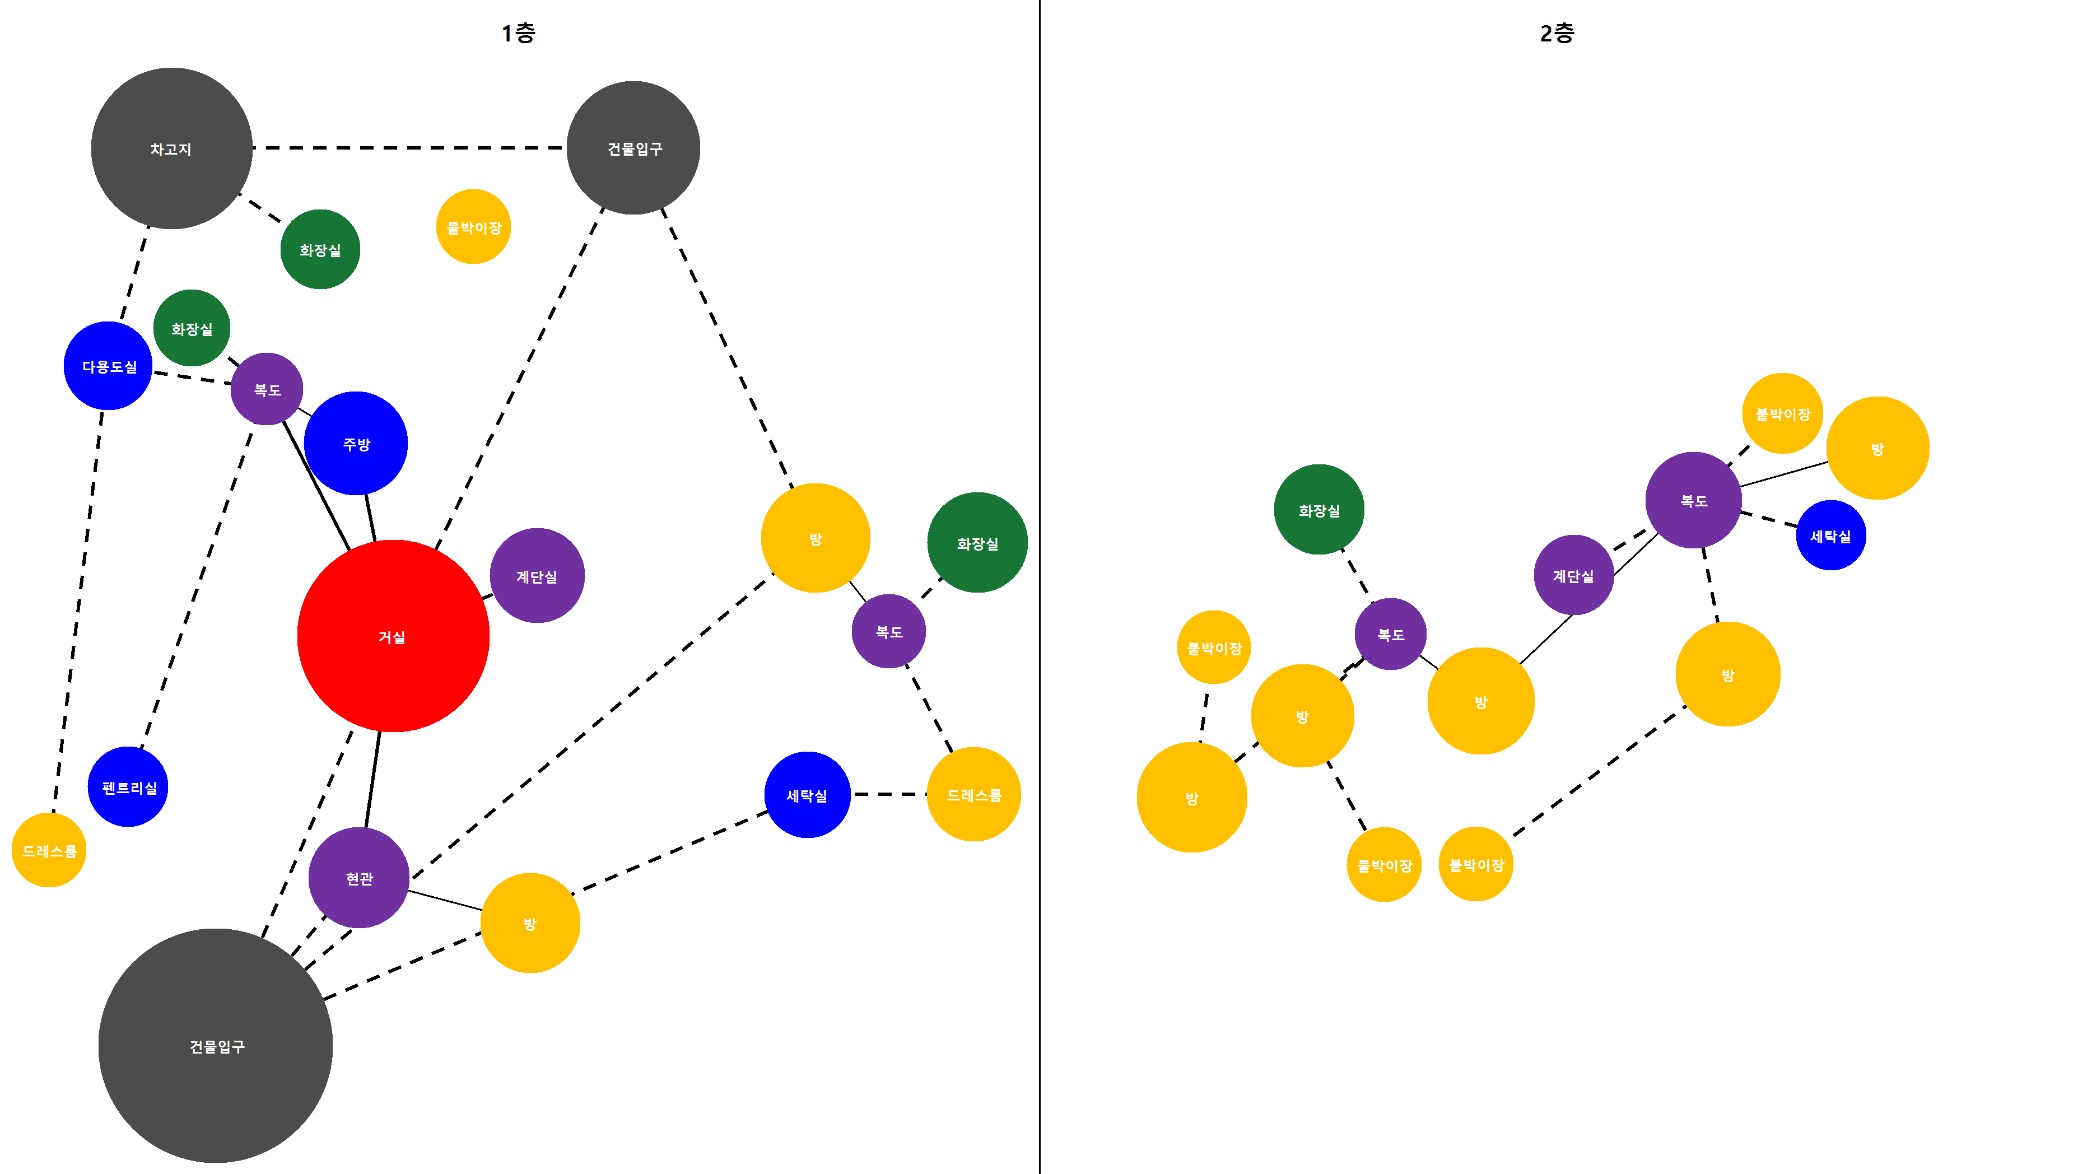 1층
차고지
건물입구
화장실
붙박이장
화장실
다용도실
복도
주방
계단실
방
화장실
거실
복도
펜트리실
세탁실
드레스룸
드레스룸
현관
방
건물입구
2층
붙박이장
방
복도
화장실
세탁실
계단실
복도
붙박이장
방
방
방
방
붙박이장
붙박이장